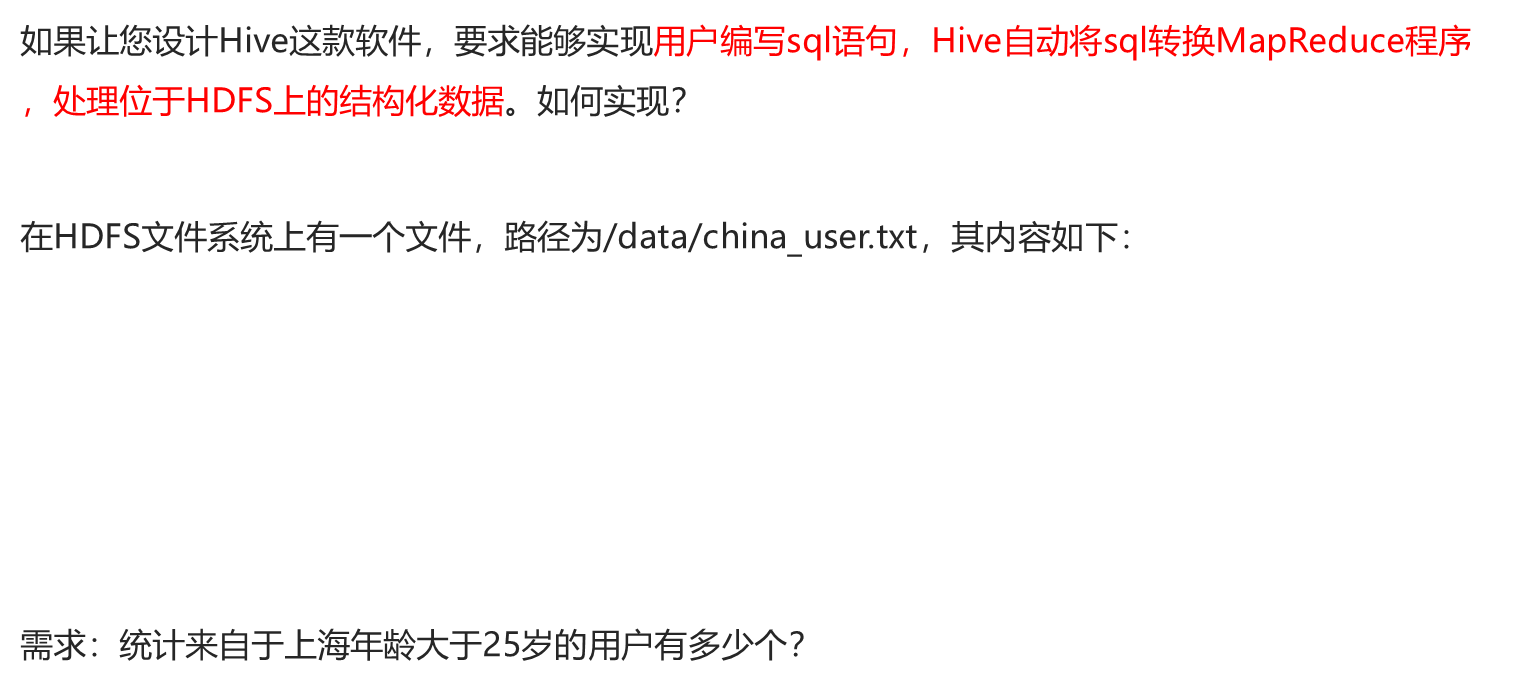 如果让您设计Hive这款软件，要求能够实现用户编写sql语句，Hive自动将sql转换MapReduce程序
，处理位于HDFS上的结构化数据。如何实现？
在HDFS文件系统上有一个文件，路径为/data/china_user.txt，其内容如下：
需求：统计来自于上海年龄大于25岁的用户有多少个？